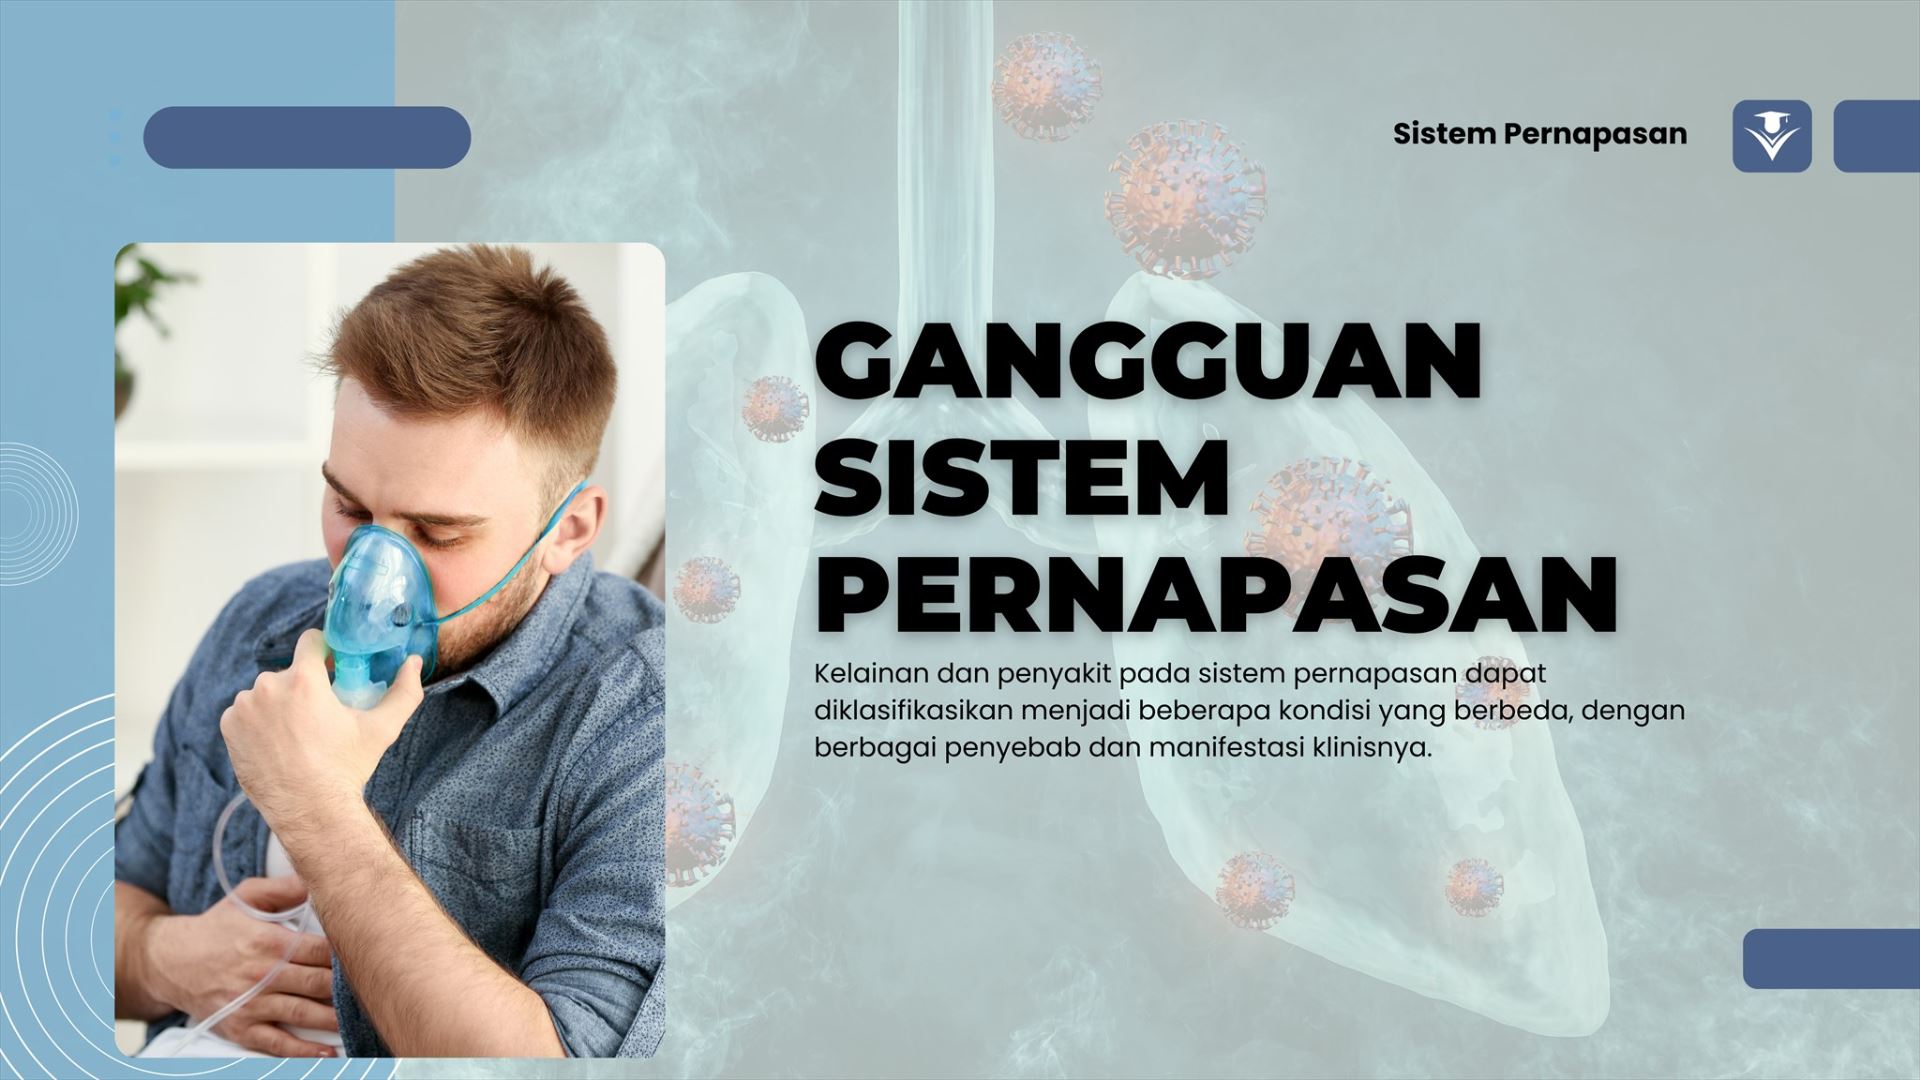 Sistem Pernapasan
GANGGUAN
SISTEM
PERNAPASAN
Kelainan dan penyakit pada sistem pernapasan dapat
diklasifikasikan menjadi beberapa kondisi yang berbeda, dengan
berbagai penyebab dan manifestasi klinisnya.